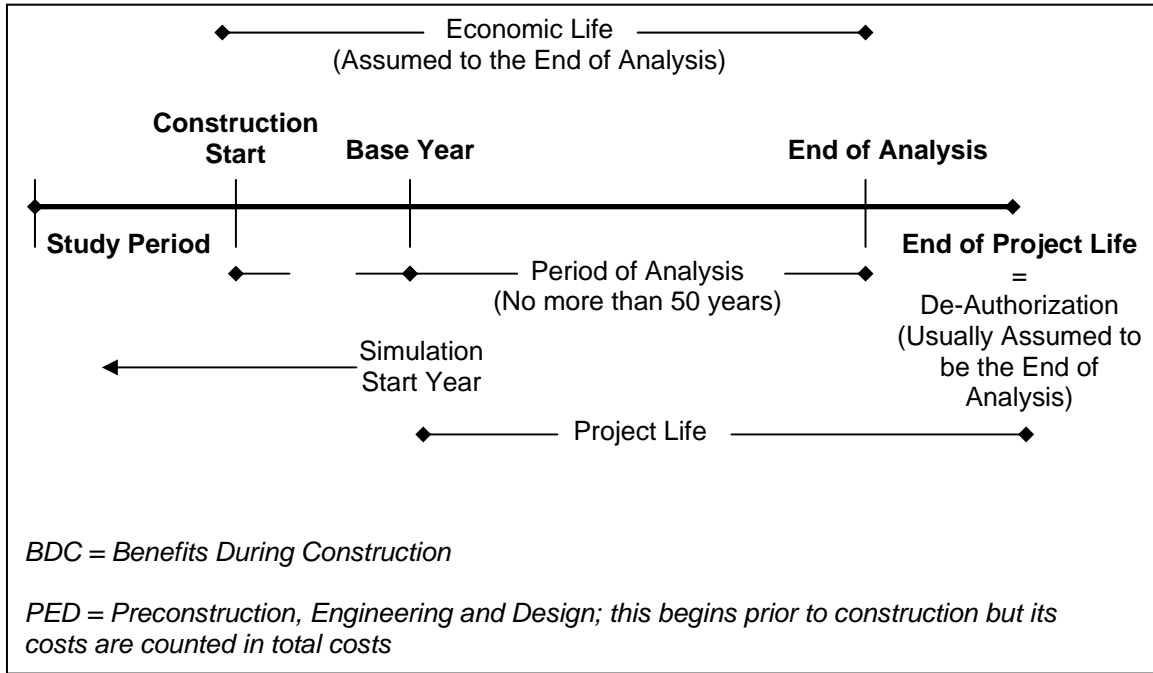 Economic Life
(Assumed to the End of Analysis)
Construction
Start
Base Year
End of Analysis
Study Period
Period of Analysis
(No more than 50 years)
End of Project Life
=
De-Authorization
(Usually Assumed to
be the End of
Analysis)
Simulation
Start Year
Project Life
BDC = Benefits During Construction
PED = Preconstruction, Engineering and Design; this begins prior to construction but its
costs are counted in total costs